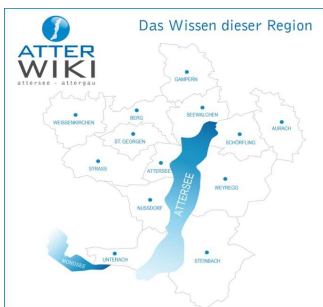 Das Wissen dieser Region
ATTER
WIKI
attersee - attergau
GAMPERN
WEISSENKIRCHEN
BERG
SEEWALCHEN
AURACH
ST. GEORGEN
SCHÖRFLING
STRASS
ATTERSEE
WEYREGG
ATTERSEE
NUSSDORF
MONDSEE
UNTERACH
STEINBACH